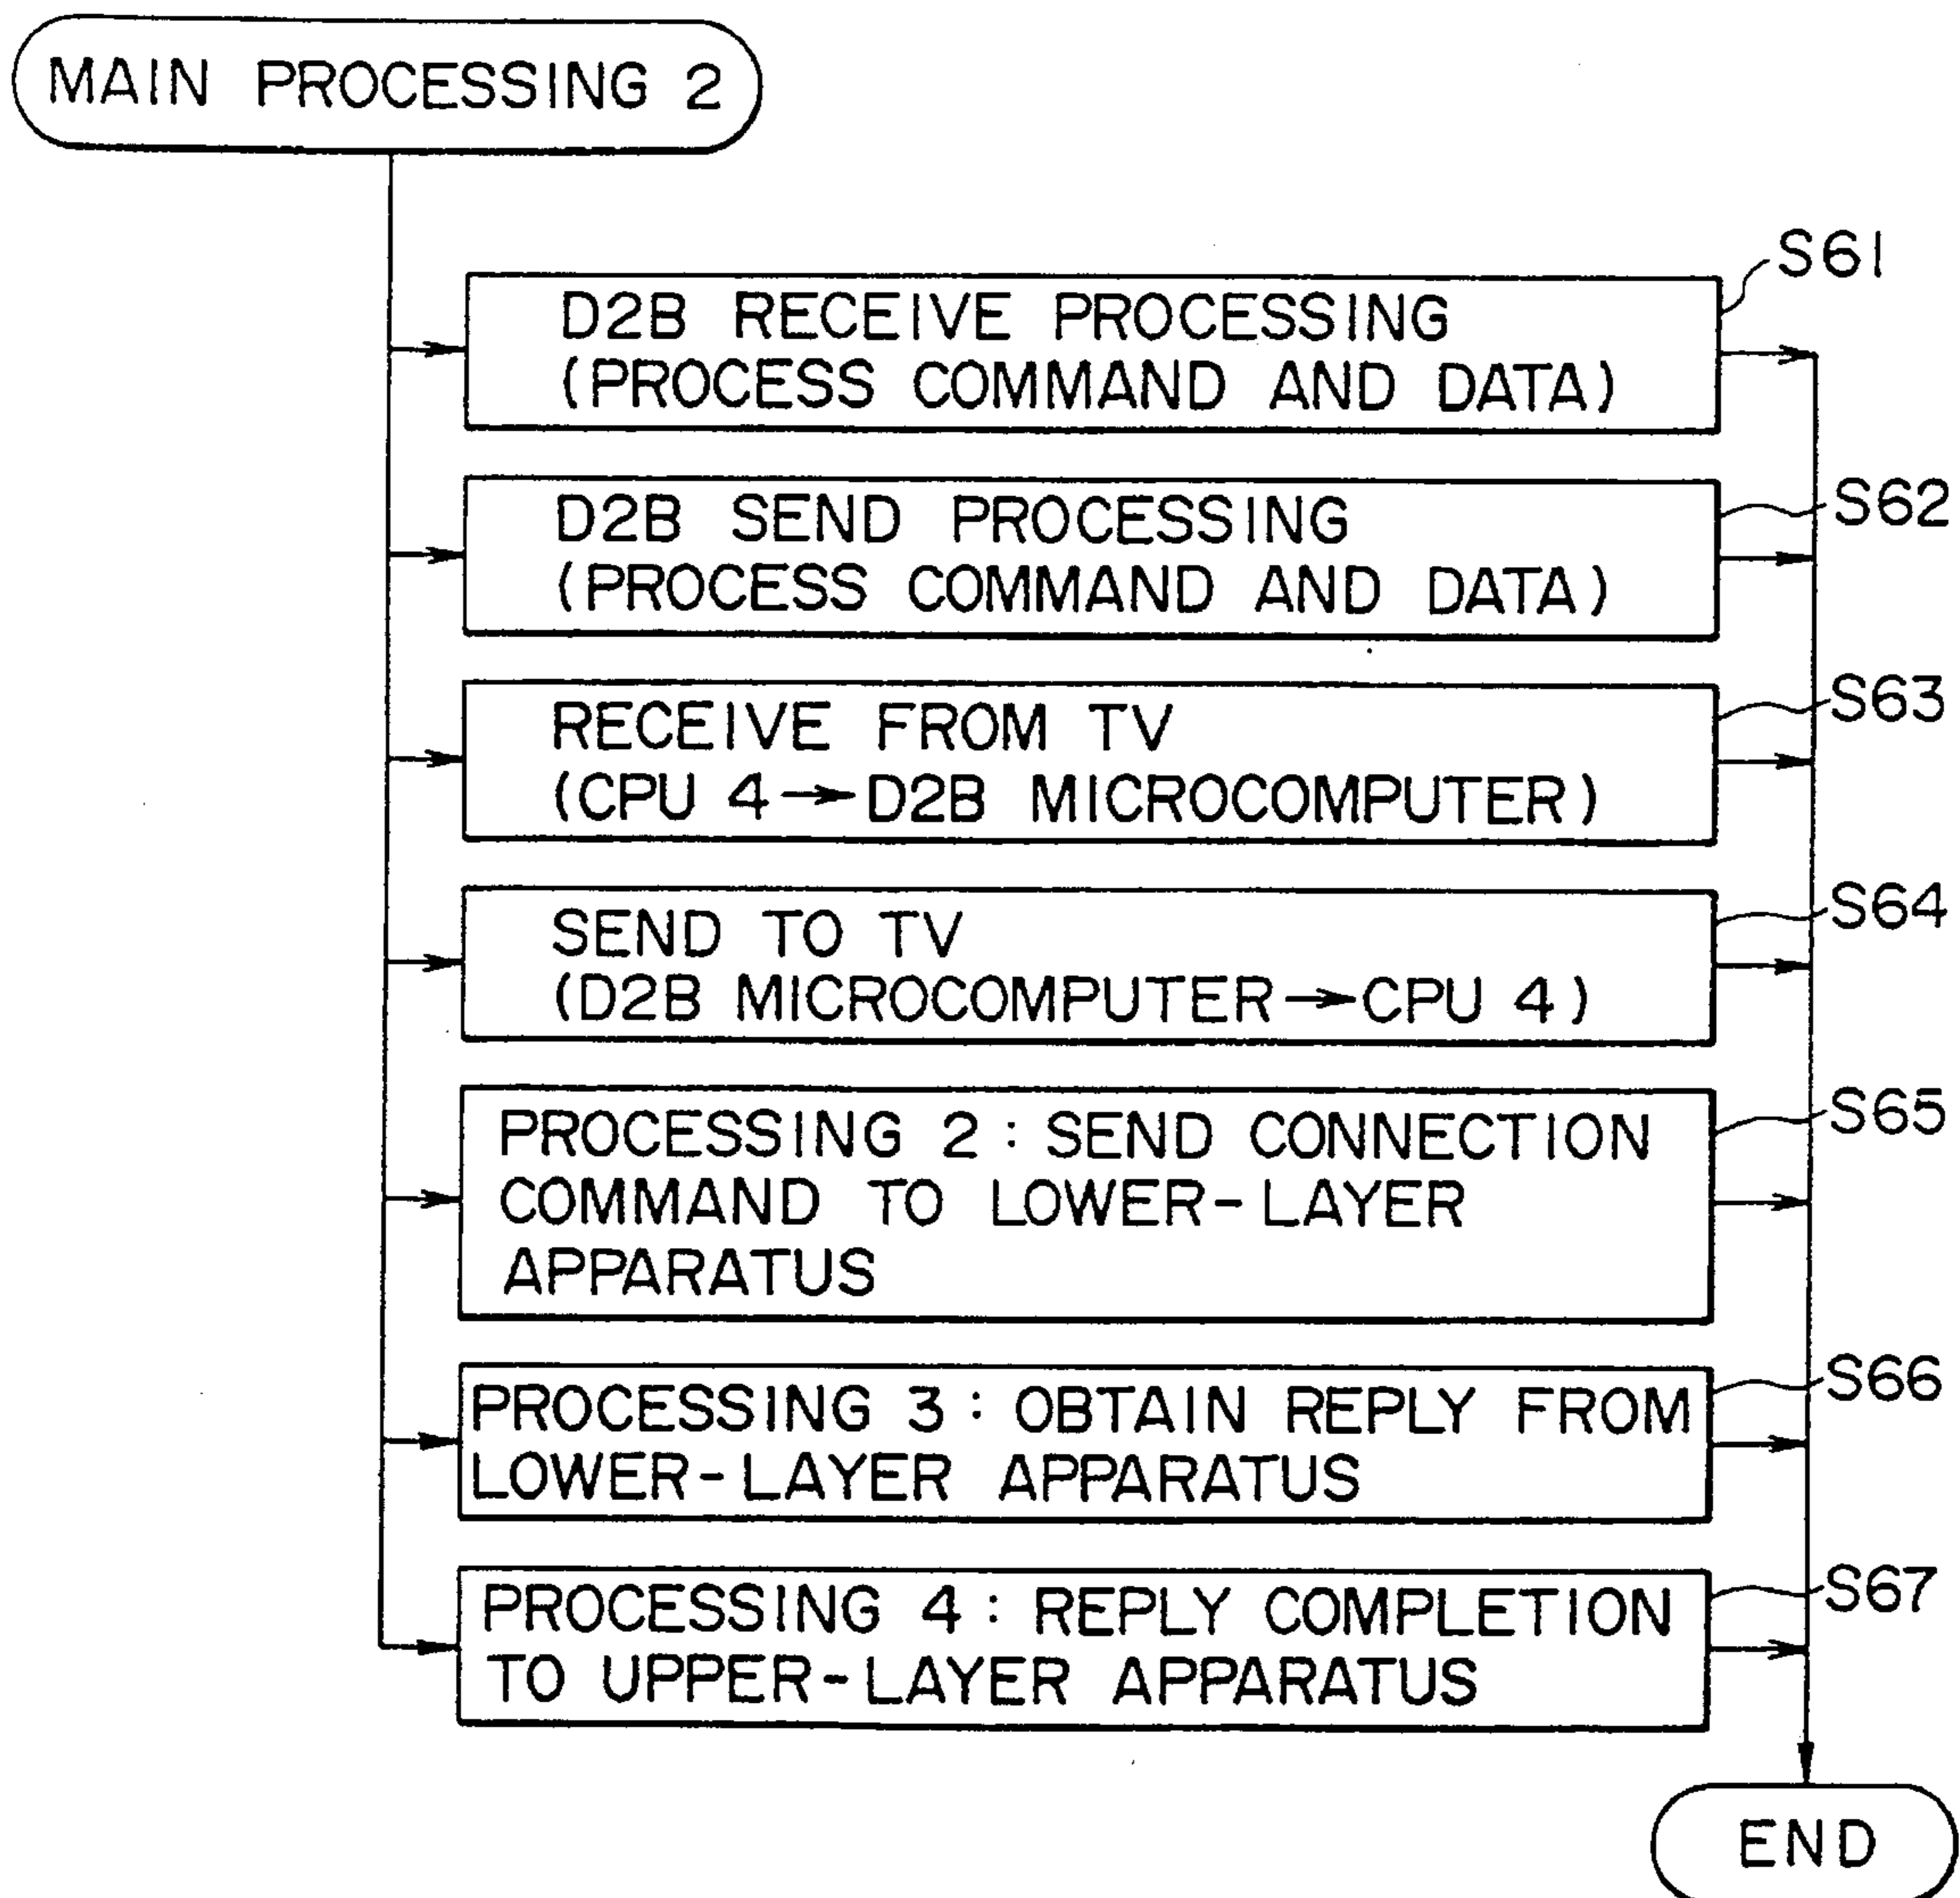 MAIN PROCESSING 2
S61
D2B RECEIVE PROCESSING
(PROCESS COMMAND AND DATA)
S62
D2B SEND PROCESSING
(PROCESS COMMAND AND DATA)
S63
RECEIVE FROM TV
(CPU 4→D2B MICROCOMPUTER)
S64
SEND TO TV
(D2B MICROCOMPUTER→CPU 4)
S65
PROCESSING 2 : SEND CONNECTION
COMMAND TO LOWER-LAYER
APPARATUS
S66
PROCESSING 3 : OBTAIN REPLY FROM
LOWER-LAYER APPARATUS
S67
PROCESSING 4 : REPLY COMPLETION
TO UPPER-LAYER APPARATUS
END